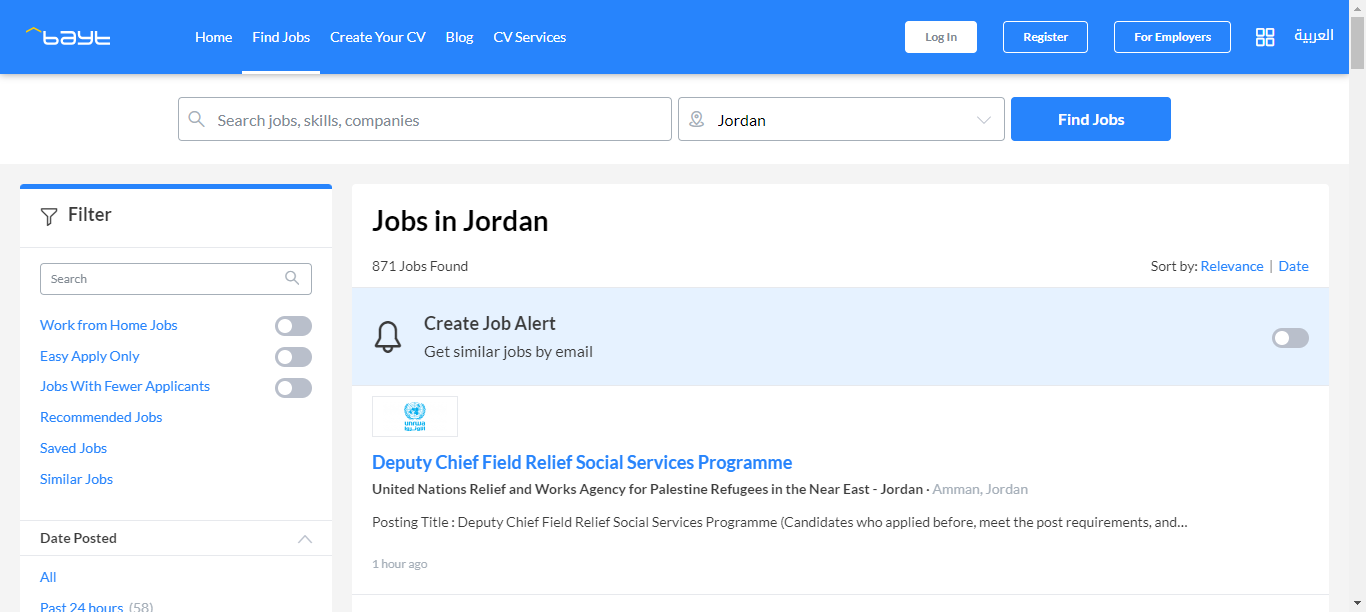 bayt
Home Find Jobs Create Your CV Blog CV Services
Log In Register For Employers العربية
Search jobs, skills, companies
Jordan
Find Jobs
Filter
Search
Work from Home Jobs
Easy Apply Only
Jobs With Fewer Applicants
Recommended Jobs
Saved Jobs
Similar Jobs
Date Posted
All
Past 24 hours (58)
Jobs in Jordan
871 Jobs Found
Sort by: Relevance | Date
Create Job Alert
Get similar jobs by email
unrwa
الأونروا
Deputy Chief Field Relief Social Services Programme
United Nations Relief and Works Agency for Palestine Refugees in the Near East - Jordan · Amman, Jordan
Posting Title : Deputy Chief Field Relief Social Services Programme (Candidates who applied before, meet the post requirements, and...
1 hour ago